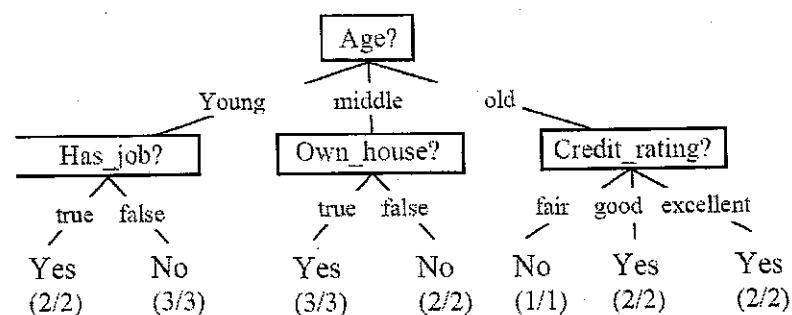 Age?
Young middle old
Has_job? Own_house? Credit_rating?
true false true false fair good excellent
Yes No Yes No No Yes Yes
(2/2) (3/3) (3/3) (2/2) (1/1) (2/2) (2/2)